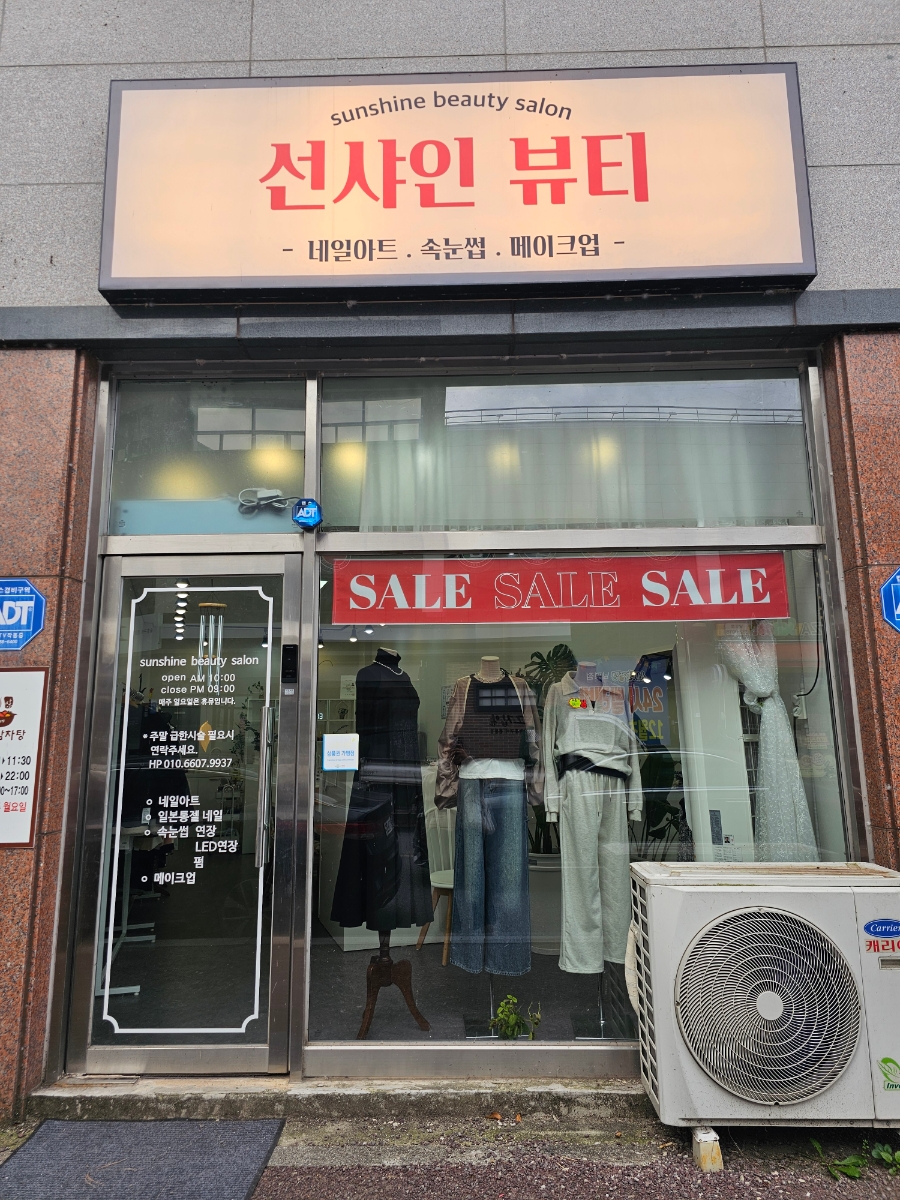 sunshine beauty salon
선샤인 뷰티
- 네일아트 . 속눈썹 . 메이크업 -
ADT
SALE SALE SALE
ADT
sunshine beauty salon
open AM 10:00
close PM 09:00
매주 일요일은 휴무입니다.
* 주말 급한시술 필요시
연락주세요.
HP 010.6607.9937
네일아트
일본통젤 네일
속눈썹 연장
LED연장
펌
메이크업
11:30
22:00
~17:00
월요일
Carrier